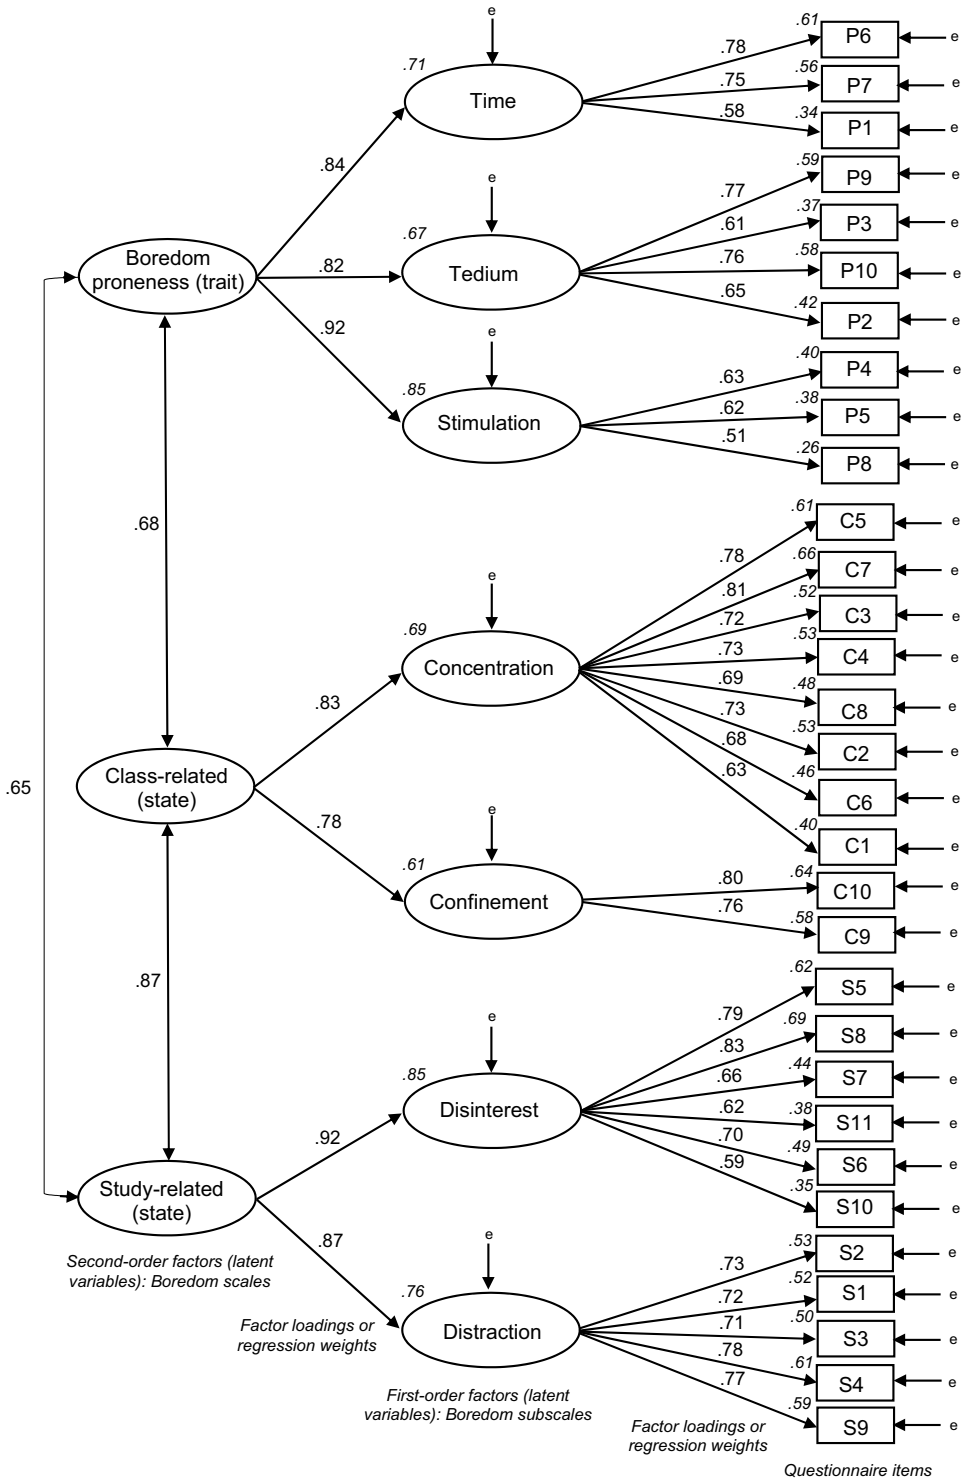 e
.71
Time
.78
.75
.58
.61
P6
e
.56
P7
e
.34
P1
e
.84
e
.67
Tedium
.77
.61
.76
.65
.59
P9
e
.37
P3
e
.58
P10
e
.42
P2
e
Boredom
proneness (trait)
.82
.92
e
.85
Stimulation
.63
.62
.51
.40
P4
e
.38
P5
e
.26
P8
e
.68
e
.69
Concentration
.78
.81
.72
.73
.69
.73
.68
.63
.61
C5
e
.66
C7
e
.52
C3
e
.53
C4
e
.48
C8
e
.53
C2
e
.46
C6
e
.40
C1
e
.83
Class-related
(state)
.65
.78
e
.61
Confinement
.80
.76
.64
C10
e
.58
C9
e
.87
e
.85
Disinterest
.79
.83
.66
.62
.70
.59
.62
S5
e
.69
S8
e
.44
S7
e
.38
S11
e
.49
S6
e
.35
S10
e
.92
Study-related
(state)
.87
e
.76
Distraction
.73
.72
.71
.78
.77
.53
S2
e
.52
S1
e
.50
S3
e
.61
S4
e
.59
S9
e
Second-order factors (latent
variables): Boredom scales
Factor loadings or
regression weights
First-order factors (latent
variables): Boredom subscales
Factor loadings or
regression weights
Questionnaire items